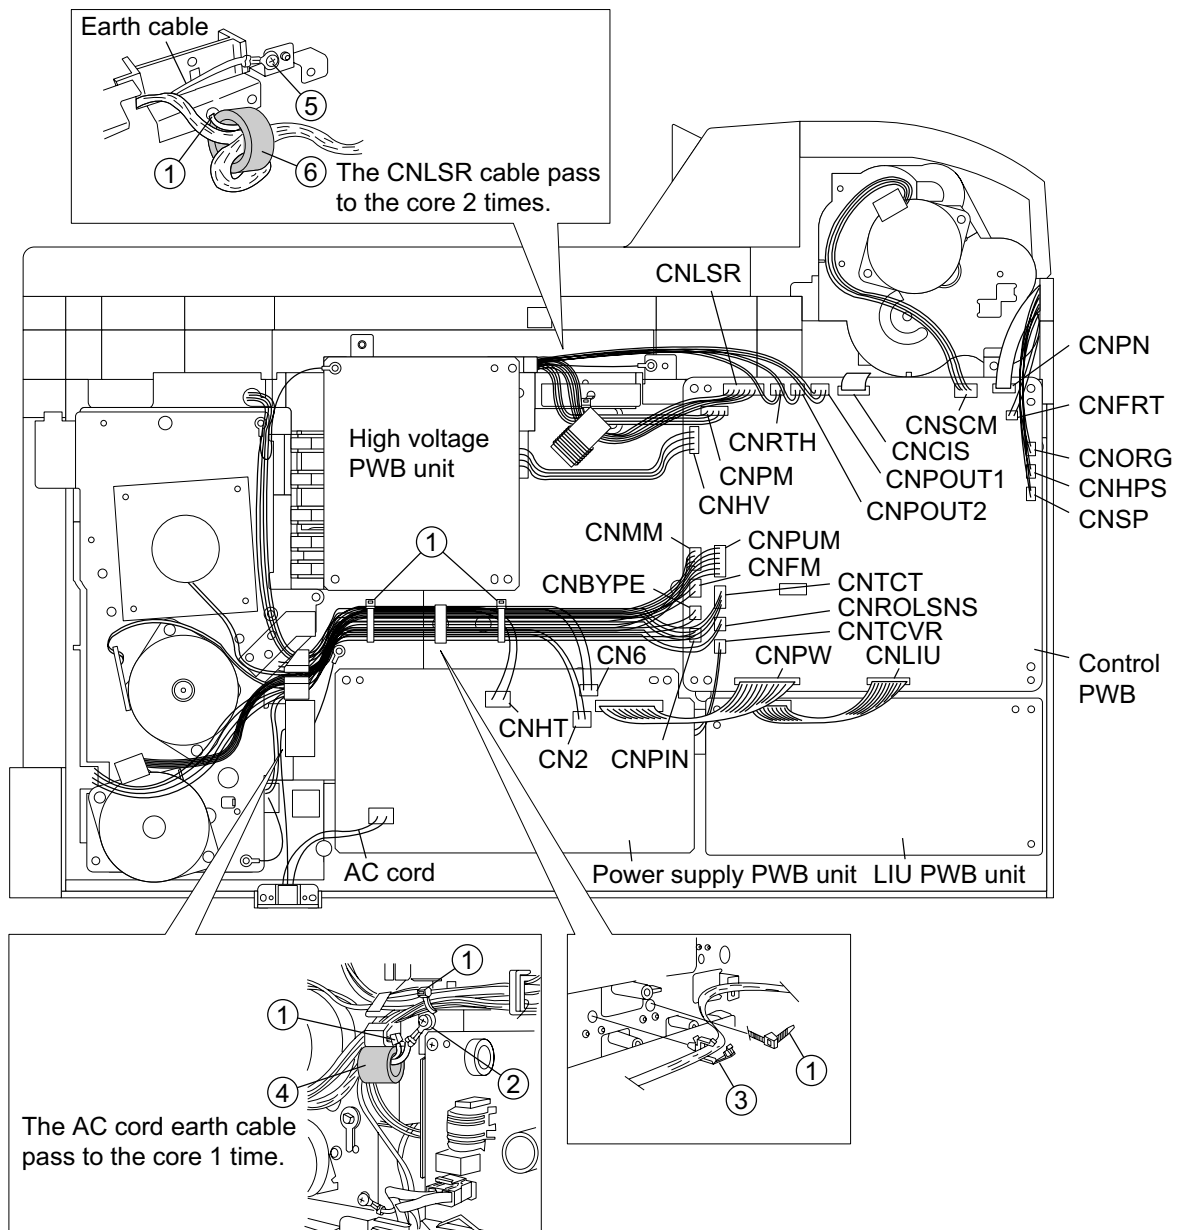 Earth cable
5
1
6
The CNLSR cable pass
to the core 2 times.
CNLSR
CNPN
CNFRT
CNSCM
CNCIS
CNRTH
CNORG
CNPM
CNPOUT1
CNHPS
CNHV
CNPOUT2
CNSP
High voltage
PWB unit
1
CNMM
CNPUM
CNFM
CNBYPE
CNTCT
CNROLSNS
CNTCVR
CN6
CNPW
CNLIU
Control
PWB
CNHT
CN2
CNPIN
AC cord
Power supply PWB unit
LIU PWB unit
1
1
2
4
The AC cord earth cable
pass to the core 1 time.
1
3